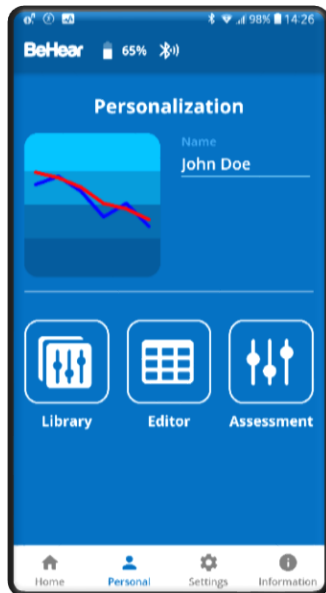 98% 14:26
BeHear 65%
Personalization
Name
John Doe
Library Editor Assessment
Home Personal Settings Information